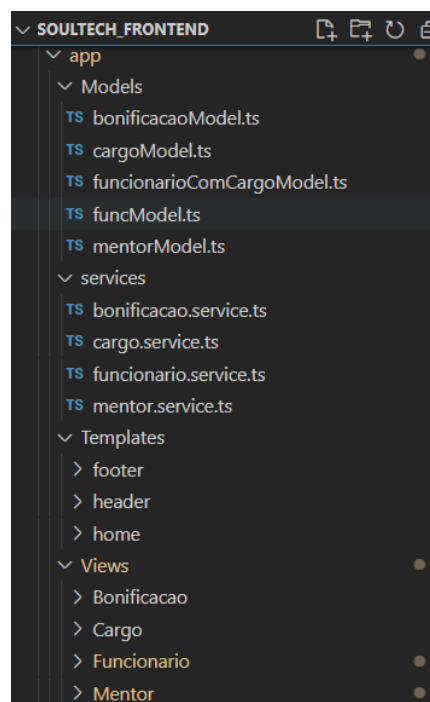 SOULTECH_FRONTEND
app
Models
TS bonificacaoModel.ts
TS cargoModel.ts
TS funcionarioComCargoModel.ts
TS funcModel.ts
TS mentorModel.ts
services
TS bonificacao.service.ts
TS cargo.service.ts
TS funcionario.service.ts
TS mentor.service.ts
Templates
footer
header
home
Views
Bonificacao
Cargo
Funcionario
Mentor